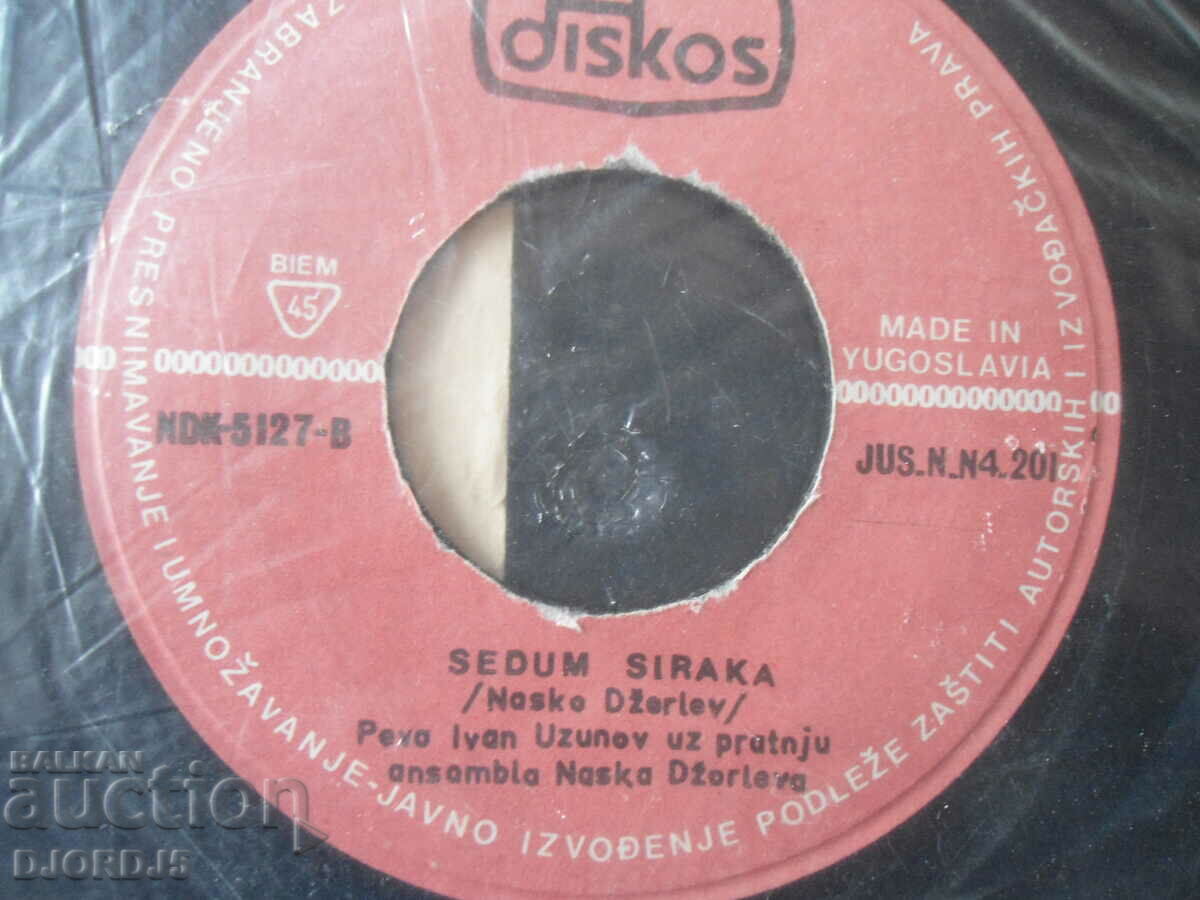 diskos
ZABRANJENO PRESNIMAVANJE I UMNOŽAVANJE-JAVNO IZVOĐENJE PODLEŽE ZAŠTITI AUTORSKIH I IZVOĐAČKIH PRAVA
BIEM
45
MADE IN
YUGOSLAVIA
NDK-5127-B
JUS.N.N4.201
SEDUM SIRAKA
/Nasko Džorlev/
Peva Ivan Uzunov uz pratnju
ansambla Naska Džorleva
BALKAN
auction
DJORDJ5